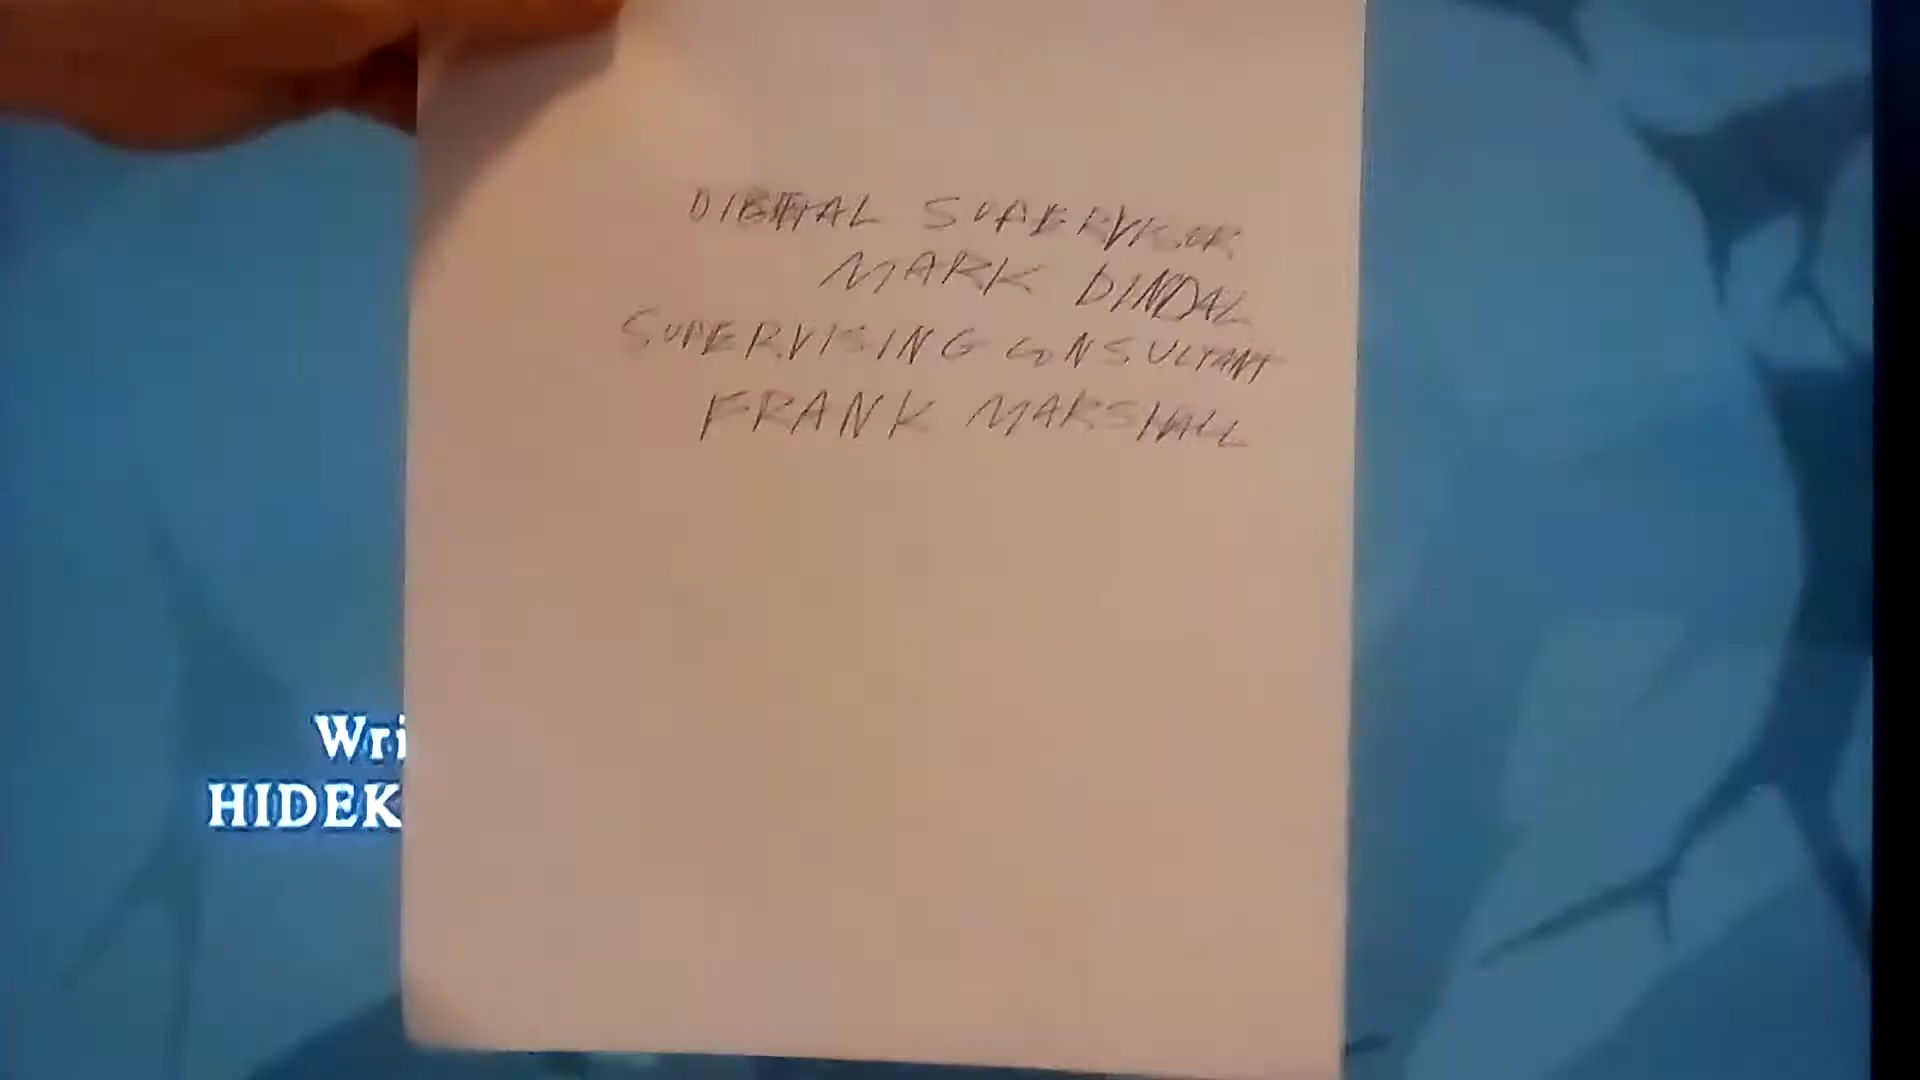 DIGITAL SUPERVISOR
MARK DINDAL
SUPERVISING CONSULTANT
FRANK MARSHALL
Wri
HIDEK